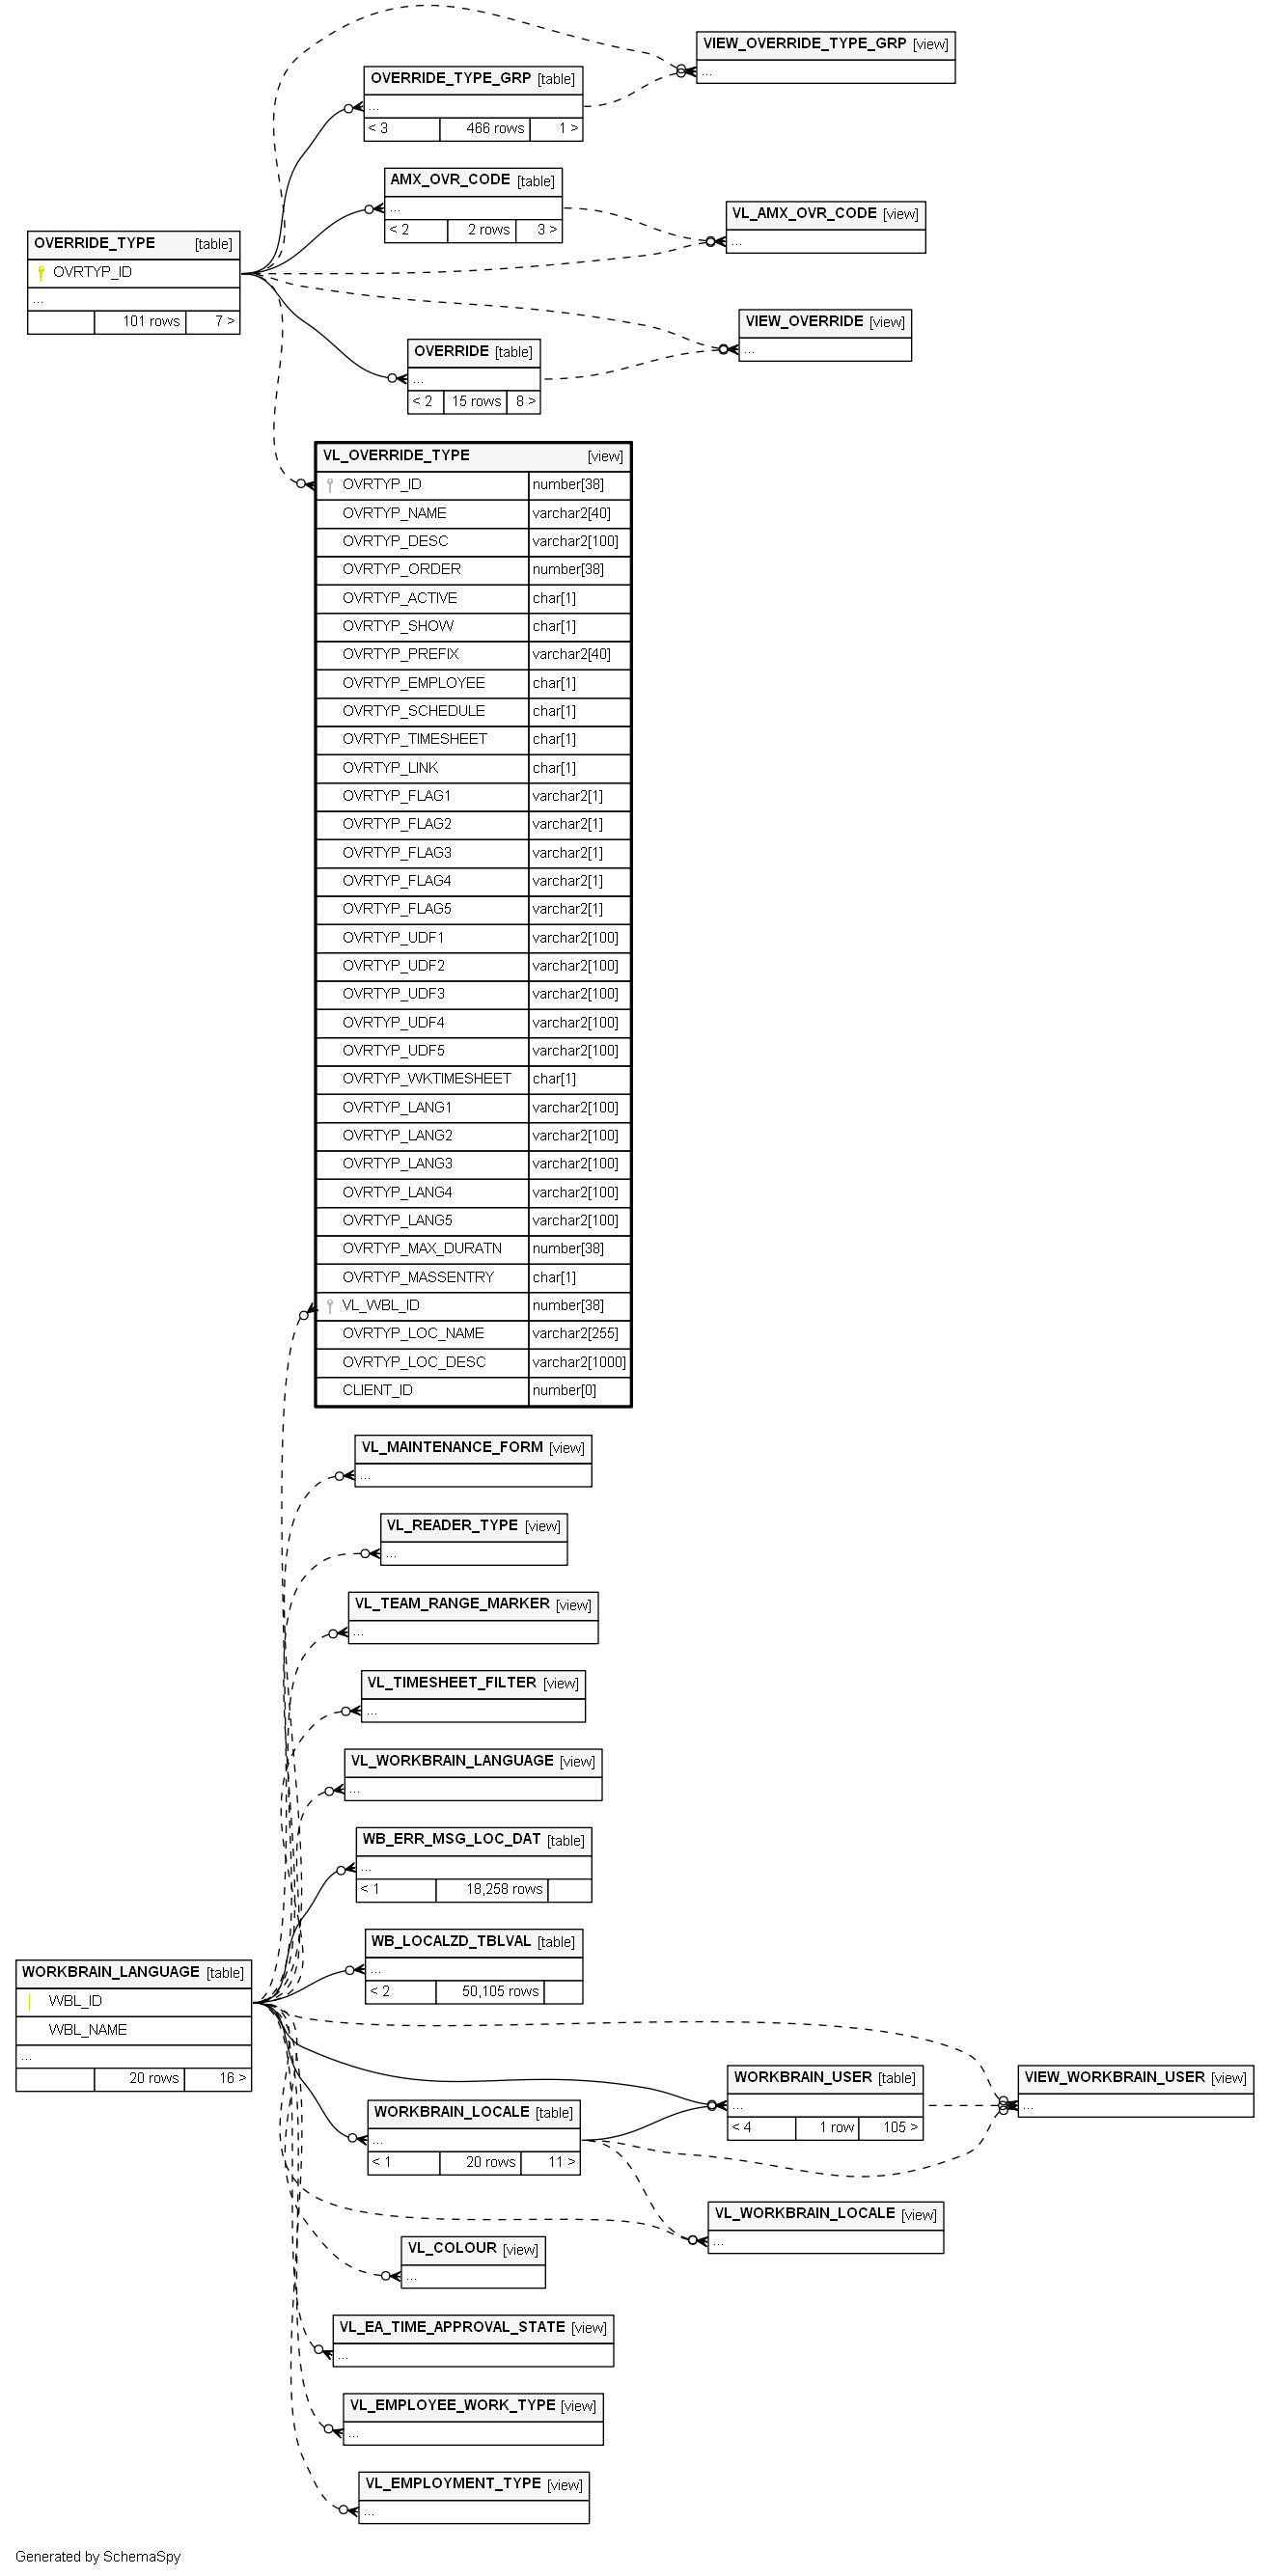 VIEW_OVERRIDE_TYPE_GRP [view]
...
OVERRIDE_TYPE_GRP [table]
...
< 3 466 rows 1 >
AMX_OVR_CODE [table]
...
< 2 2 rows 3 >
VL_AMX_OVR_CODE [view]
...
OVERRIDE_TYPE [table]
OVRTYP_ID
...
101 rows 7 >
VIEW_OVERRIDE [view]
...
OVERRIDE [table]
...
< 2 15 rows 8 >
VL_OVERRIDE_TYPE [view]
OVRTYP_ID number[38]
OVRTYP_NAME varchar2[40]
OVRTYP_DESC varchar2[100]
OVRTYP_ORDER number[38]
OVRTYP_ACTIVE char[1]
OVRTYP_SHOW char[1]
OVRTYP_PREFIX varchar2[40]
OVRTYP_EMPLOYEE char[1]
OVRTYP_SCHEDULE char[1]
OVRTYP_TIMESHEET char[1]
OVRTYP_LINK char[1]
OVRTYP_FLAG1 varchar2[1]
OVRTYP_FLAG2 varchar2[1]
OVRTYP_FLAG3 varchar2[1]
OVRTYP_FLAG4 varchar2[1]
OVRTYP_FLAG5 varchar2[1]
OVRTYP_UDF1 varchar2[100]
OVRTYP_UDF2 varchar2[100]
OVRTYP_UDF3 varchar2[100]
OVRTYP_UDF4 varchar2[100]
OVRTYP_UDF5 varchar2[100]
OVRTYP_WKTIMESHEET char[1]
OVRTYP_LANG1 varchar2[100]
OVRTYP_LANG2 varchar2[100]
OVRTYP_LANG3 varchar2[100]
OVRTYP_LANG4 varchar2[100]
OVRTYP_LANG5 varchar2[100]
OVRTYP_MAX_DURATN number[38]
OVRTYP_MASSENTRY char[1]
VL_WBL_ID number[38]
OVRTYP_LOC_NAME varchar2[255]
OVRTYP_LOC_DESC varchar2[1000]
CLIENT_ID number[0]
VL_MAINTENANCE_FORM [view]
...
VL_READER_TYPE [view]
...
VL_TEAM_RANGE_MARKER [view]
...
VL_TIMESHEET_FILTER [view]
...
VL_WORKBRAIN_LANGUAGE [view]
...
WB_ERR_MSG_LOC_DAT [table]
...
< 1 18,258 rows
WB_LOCALZD_TBLVAL [table]
...
< 2 50,105 rows
WORKBRAIN_LANGUAGE [table]
WBL_ID
WBL_NAME
...
20 rows 16 >
WORKBRAIN_USER [table]
...
< 4 1 row 105 >
VIEW_WORKBRAIN_USER [view]
...
WORKBRAIN_LOCALE [table]
...
< 1 20 rows 11 >
VL_WORKBRAIN_LOCALE [view]
...
VL_COLOUR [view]
...
VL_EA_TIME_APPROVAL_STATE [view]
...
VL_EMPLOYEE_WORK_TYPE [view]
...
VL_EMPLOYMENT_TYPE [view]
...
Generated by SchemaSpy